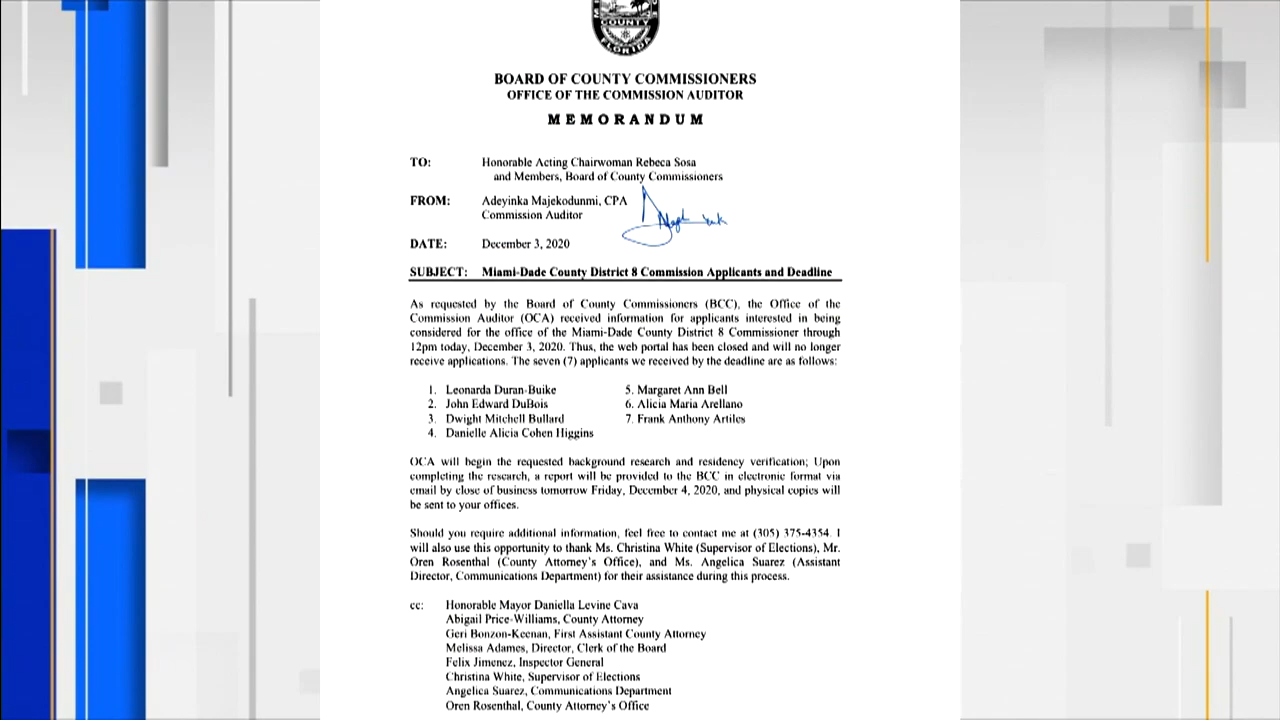 COUNTY
FLORIDA
BOARD OF COUNTY COMMISSIONERS
OFFICE OF THE COMMISSION AUDITOR
MEMORANDUM
TO: Honorable Acting Chairwoman Rebeca Sosa
and Members, Board of County Commissioners
FROM: Adeyinka Majekodunmi, CPA
Commission Auditor
DATE: December 3, 2020
SUBJECT: Miami-Dade County District 8 Commission Applicants and Deadline
As requested by the Board of County Commissioners (BCC), the Office of the
Commission Auditor (OCA) received information for applicants interested in being
considered for the office of the Miami-Dade County District 8 Commissioner through
12pm today, December 3, 2020. Thus, the web portal has been closed and will no longer
receive applications. The seven (7) applicants we received by the deadline are as follows:
1. Leonarda Duran-Buike
2. John Edward DuBois
3. Dwight Mitchell Bullard
4. Danielle Alicia Cohen Higgins
5. Margaret Ann Bell
6. Alicia Maria Arellano
7. Frank Anthony Artiles
OCA will begin the requested background research and residency verification; Upon
completing the research, a report will be provided to the BCC in electronic format via
email by close of business tomorrow Friday, December 4, 2020, and physical copies will
be sent to your offices.
Should you require additional information, feel free to contact me at (305) 375-4354. I
will also use this opportunity to thank Ms. Christina White (Supervisor of Elections), Mr.
Oren Rosenthal (County Attorney's Office), and Ms. Angelica Suarez (Assistant
Director, Communications Department) for their assistance during this process.
cc: Honorable Mayor Daniella Levine Cava
Abigail Price-Williams, County Attorney
Geri Bonzon-Keenan, First Assistant County Attorney
Melissa Adames, Director, Clerk of the Board
Felix Jimenez, Inspector General
Christina White, Supervisor of Elections
Angelica Suarez, Communications Department
Oren Rosenthal, County Attorney's Office